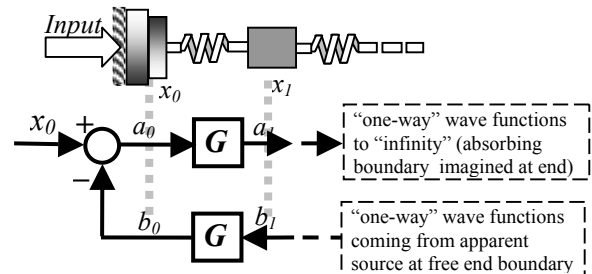 Input
x₀ x₁
x₀ + a₀ G a₁
−
b₀ G b₁
“one-way” wave functions
to “infinity” (absorbing
boundary imagined at end)
“one-way” wave functions
coming from apparent
source at free end boundary